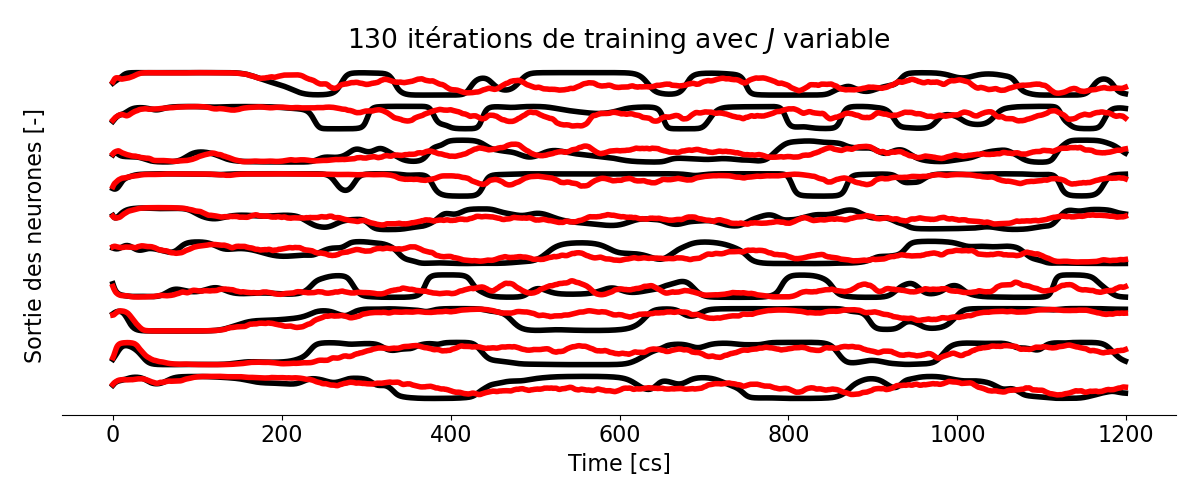 130 itérations de training avec J variable
Sortie des neurones [-]
0 200 400 600 800 1000 1200
Time [cs]